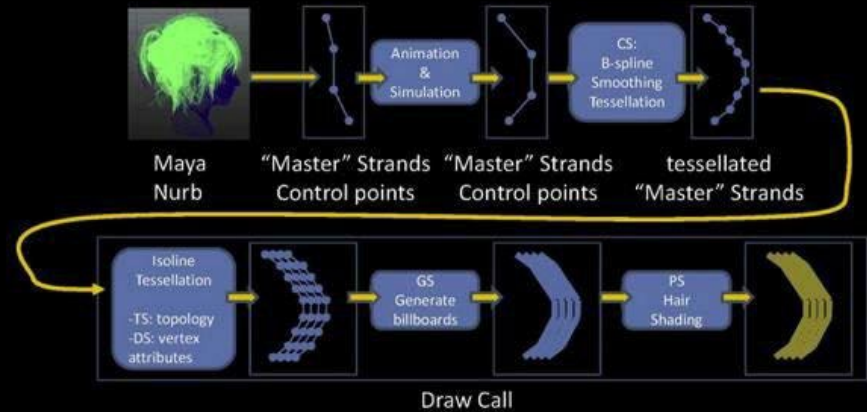 Animation
&
Simulation
CS:
B-spline
Smoothing
Tessellation
Maya
Nurb
"Master" Strands
Control points
"Master" Strands
Control points
tessellated
"Master" Strands
Isoline
Tessellation
-TS: topology
-DS: vertex
attributes
GS
Generate
billboards
PS
Hair
Shading
Draw Call